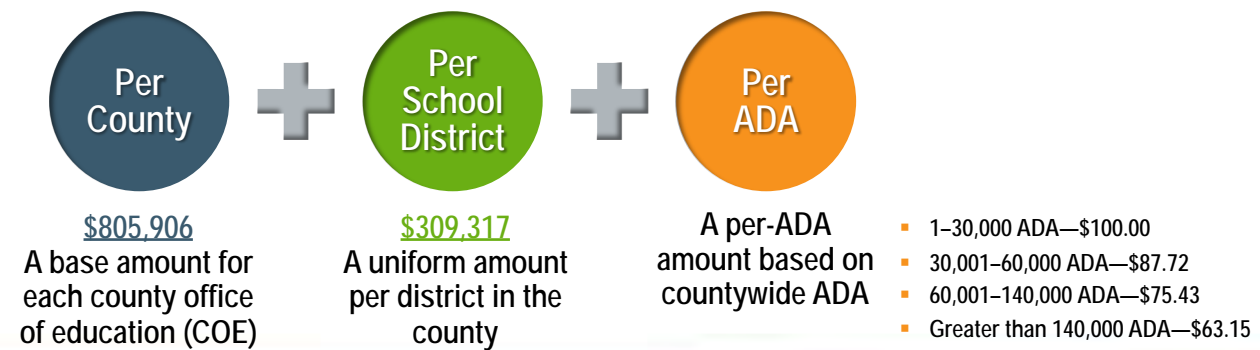 Per
County
Per
School
District
Per
ADA
$805,906
A base amount for
each county office
of education (COE)
$309,317
A uniform amount
per district in the
county
A per-ADA
amount based on
countywide ADA
▪ 1–30,000 ADA—$100.00
▪ 30,001–60,000 ADA—$87.72
▪ 60,001–140,000 ADA—$75.43
▪ Greater than 140,000 ADA—$63.15